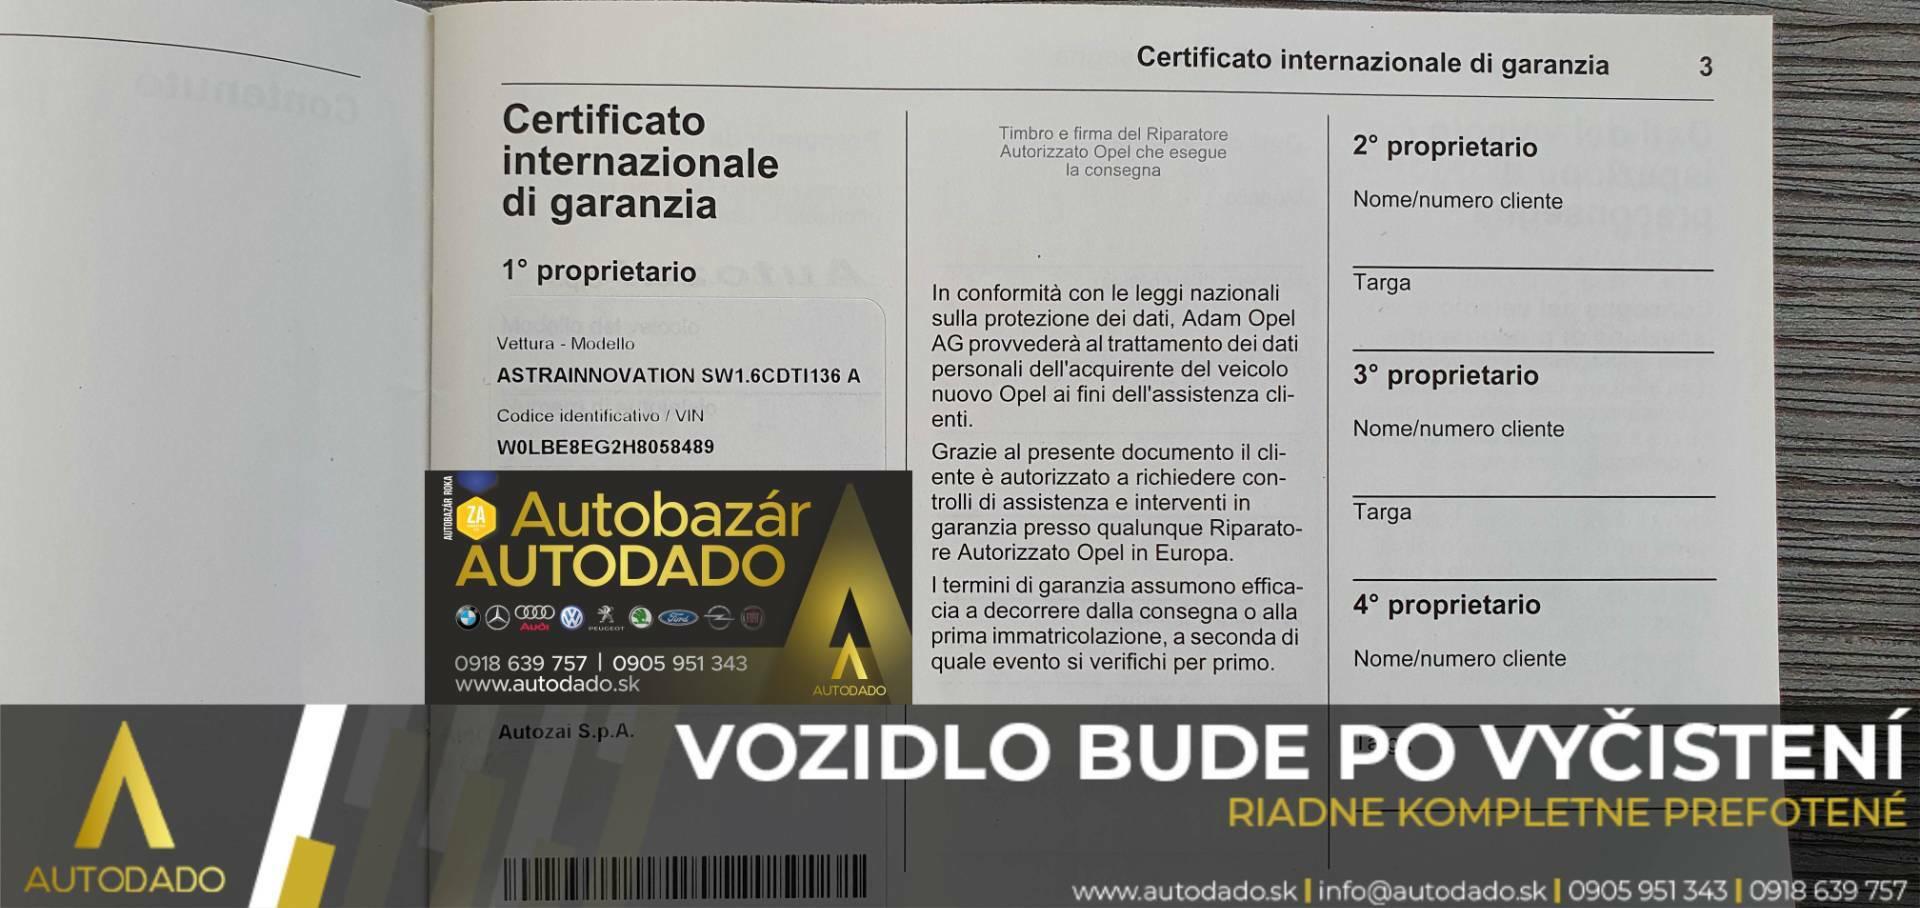 Certificato internazionale di garanzia 3
Certificato
internazionale
di garanzia
1° proprietario
Vettura - Modello
ASTRAINNOVATION SW1.6CDTI136 A
Codice identificativo / VIN
W0LBE8EG2H8058489
Autozai S.p.A.
Timbro e firma del Riparatore
Autorizzato Opel che esegue
la consegna
In conformità con le leggi nazionali
sulla protezione dei dati, Adam Opel
AG provvederà al trattamento dei dati
personali dell'acquirente del veicolo
nuovo Opel ai fini dell'assistenza cli-
enti.
Grazie al presente documento il cli-
ente è autorizzato a richiedere con-
trolli di assistenza e interventi in
garanzia presso qualunque Riparato-
re Autorizzato Opel in Europa.
I termini di garanzia assumono effica-
cia a decorrere dalla consegna o alla
prima immatricolazione, a seconda di
quale evento si verifichi per primo.
2° proprietario
Nome/numero cliente
Targa
3° proprietario
Nome/numero cliente
Targa
4° proprietario
Nome/numero cliente
Targa
AUTOBAZÁR ROKA
ZA
Autobazár
AUTODADO
Audi
PEUGEOT
Ford
FIAT
0918 639 757 | 0905 951 343
www.autodado.sk
AUTODADO
AUTODADO
VOZIDLO BUDE PO VYČISTENÍ
RIADNE KOMPLETNE PREFOTENÉ
www.autodado.sk | info@autodado.sk | 0905 951 343 | 0918 639 757